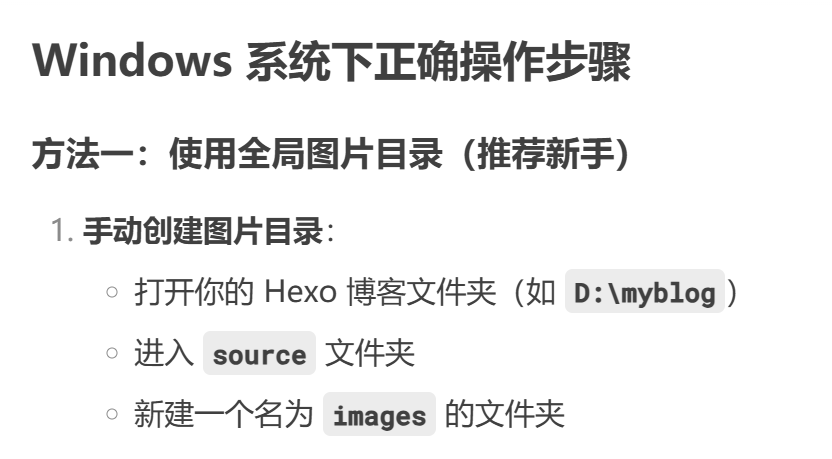 Windows 系统下正确操作步骤
方法一：使用全局图片目录（推荐新手）
1. 手动创建图片目录：
打开你的 Hexo 博客文件夹（如 D:\myblog）
进入 source 文件夹
新建一个名为 images 的文件夹